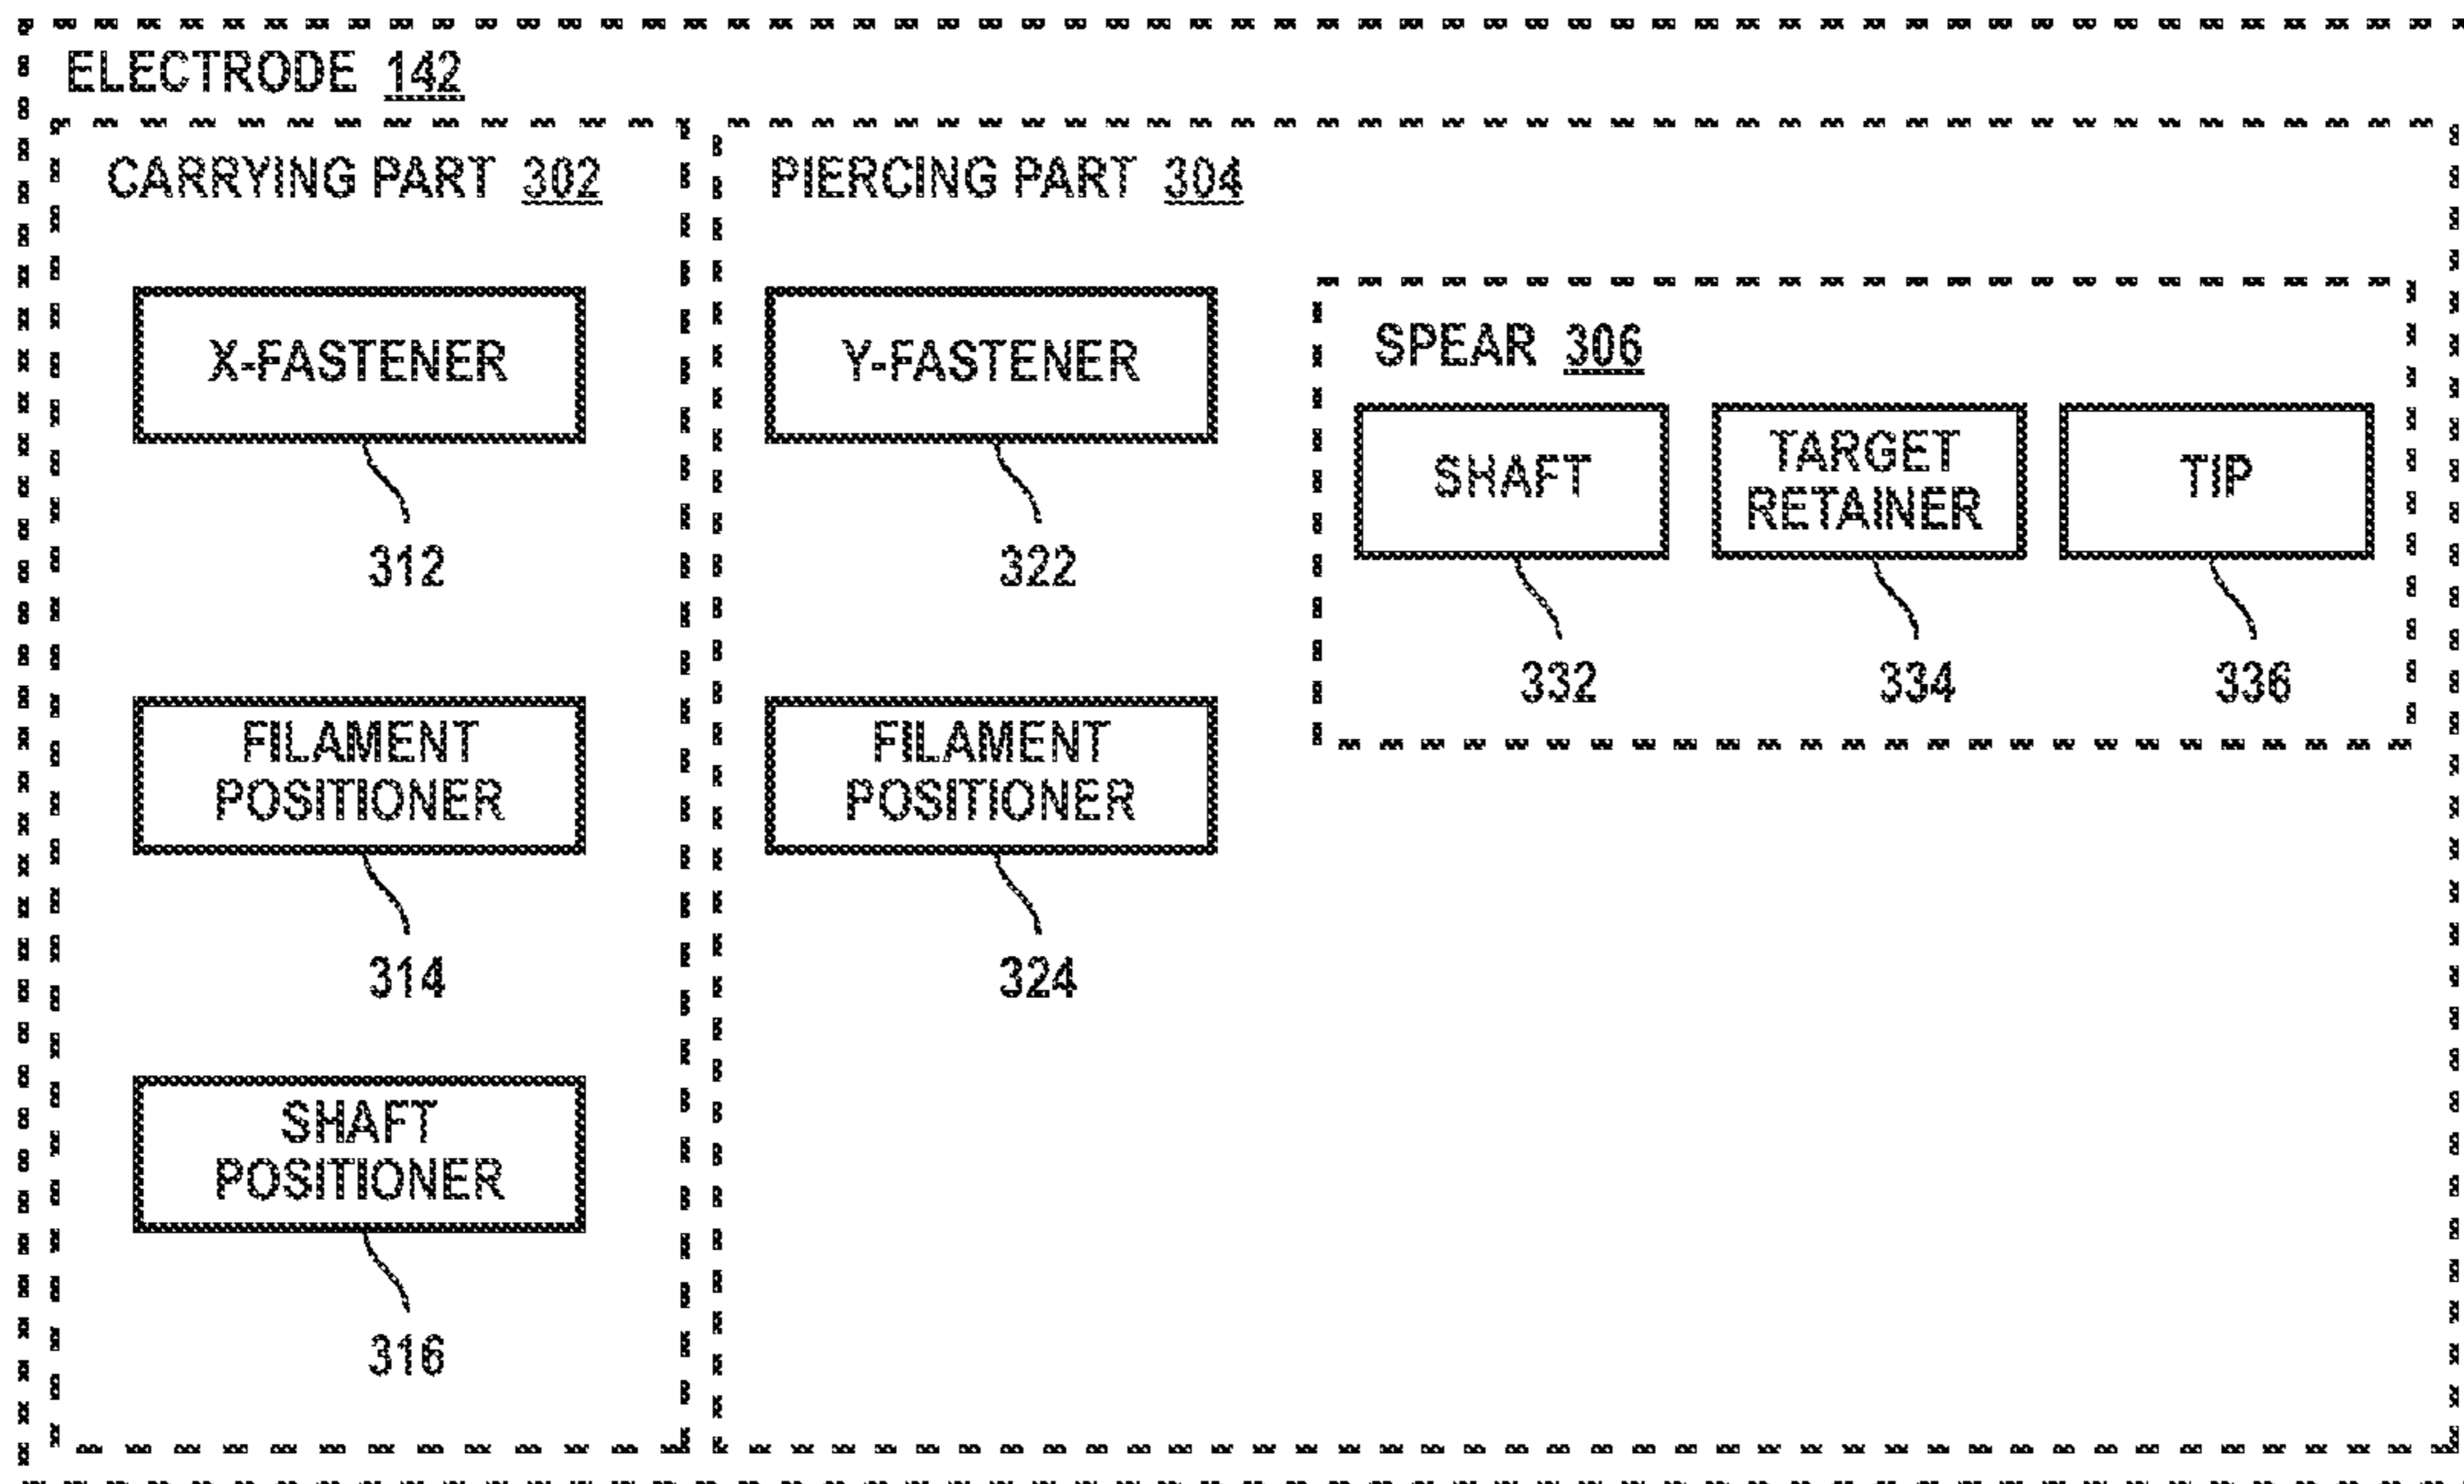 ELECTRODE 142
CARRYING PART 302
X-FASTENER
312
FILAMENT
POSITIONER
314
SHAFT
POSITIONER
316
PIERCING PART 304
Y-FASTENER
322
FILAMENT
POSITIONER
324
SPEAR 306
SHAFT
332
TARGET
RETAINER
334
TIP
336